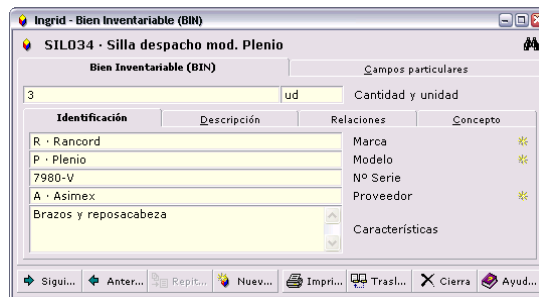 Ingrid - Bien Inventariable (BIN)
SIL034 · Silla despacho mod. Plenio
Bien Inventariable (BIN) Campos particulares
3 ud Cantidad y unidad
Identificación Descripción Relaciones Concepto
R · Rancord Marca
P · Plenio Modelo
7980-V Nº Serie
A · Asimex Proveedor
Brazos y reposacabeza
Características
Sigui... Anter... Repit... Nuev... Impri... Trasl... Cierra Ayud...